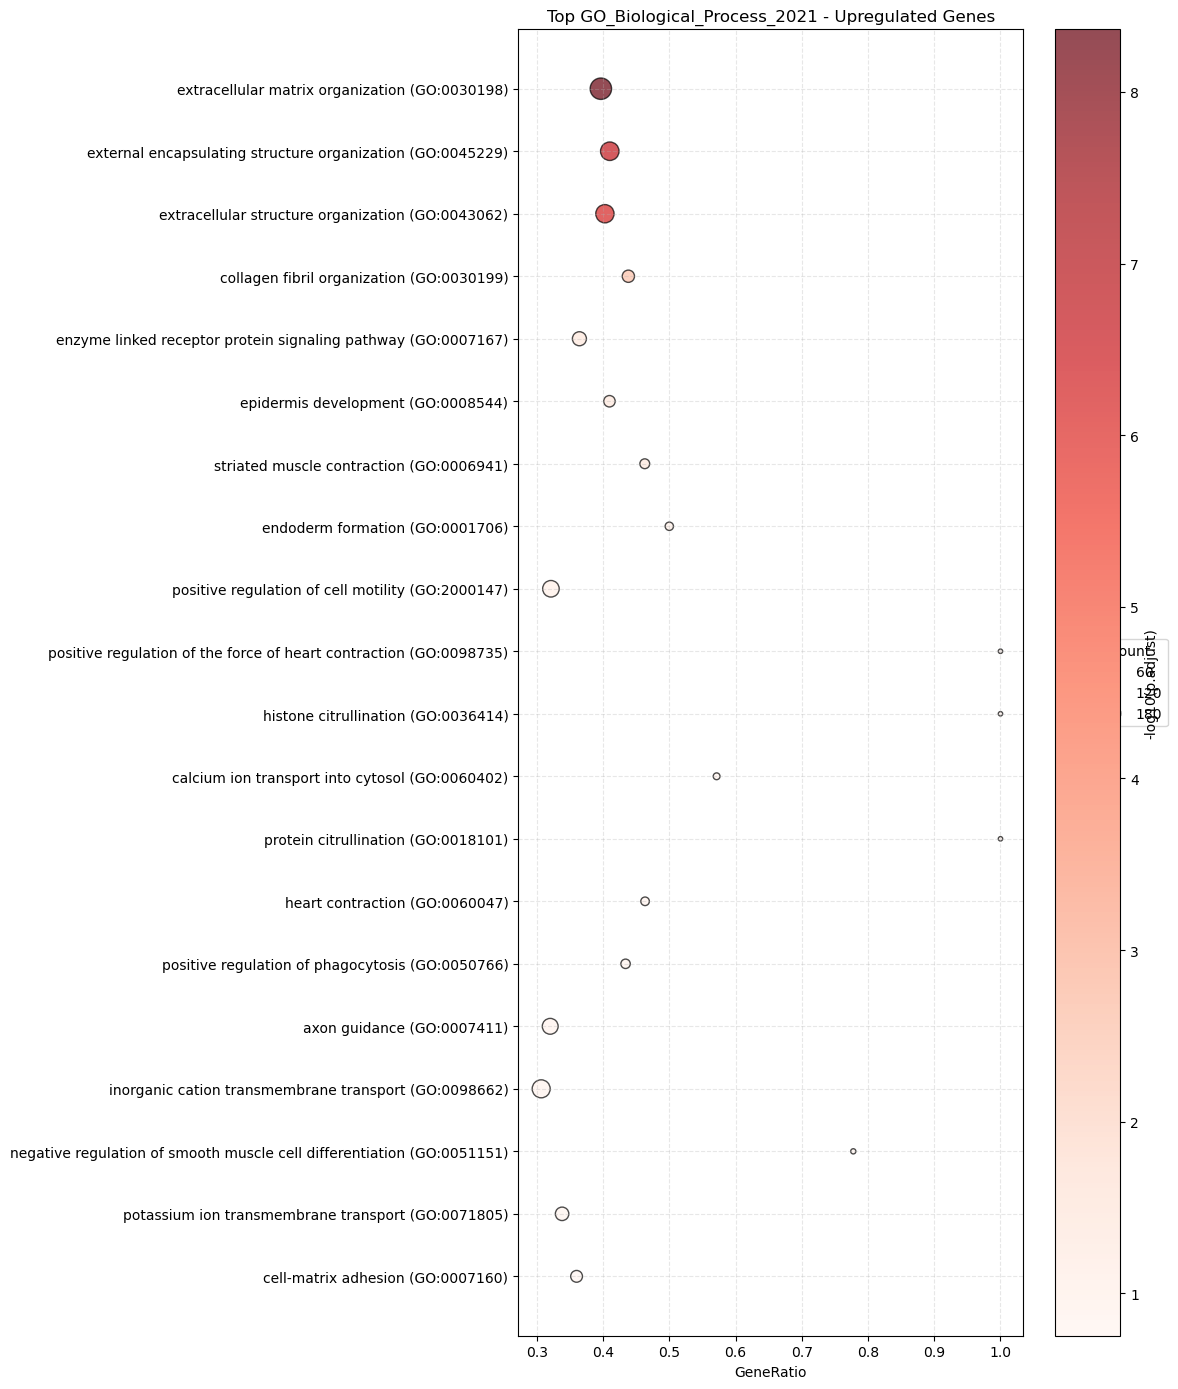 Top GO_Biological_Process_2021 - Upregulated Genes
extracellular matrix organization (GO:0030198)
external encapsulating structure organization (GO:0045229)
extracellular structure organization (GO:0043062)
collagen fibril organization (GO:0030199)
enzyme linked receptor protein signaling pathway (GO:0007167)
epidermis development (GO:0008544)
striated muscle contraction (GO:0006941)
endoderm formation (GO:0001706)
positive regulation of cell motility (GO:2000147)
positive regulation of the force of heart contraction (GO:0098735)
histone citrullination (GO:0036414)
calcium ion transport into cytosol (GO:0060402)
protein citrullination (GO:0018101)
heart contraction (GO:0060047)
positive regulation of phagocytosis (GO:0050766)
axon guidance (GO:0007411)
inorganic cation transmembrane transport (GO:0098662)
negative regulation of smooth muscle cell differentiation (GO:0051151)
potassium ion transmembrane transport (GO:0071805)
cell-matrix adhesion (GO:0007160)
0.3 0.4 0.5 0.6 0.7 0.8 0.9 1.0
GeneRatio
8
7
6
5
4
3
2
1
120
180